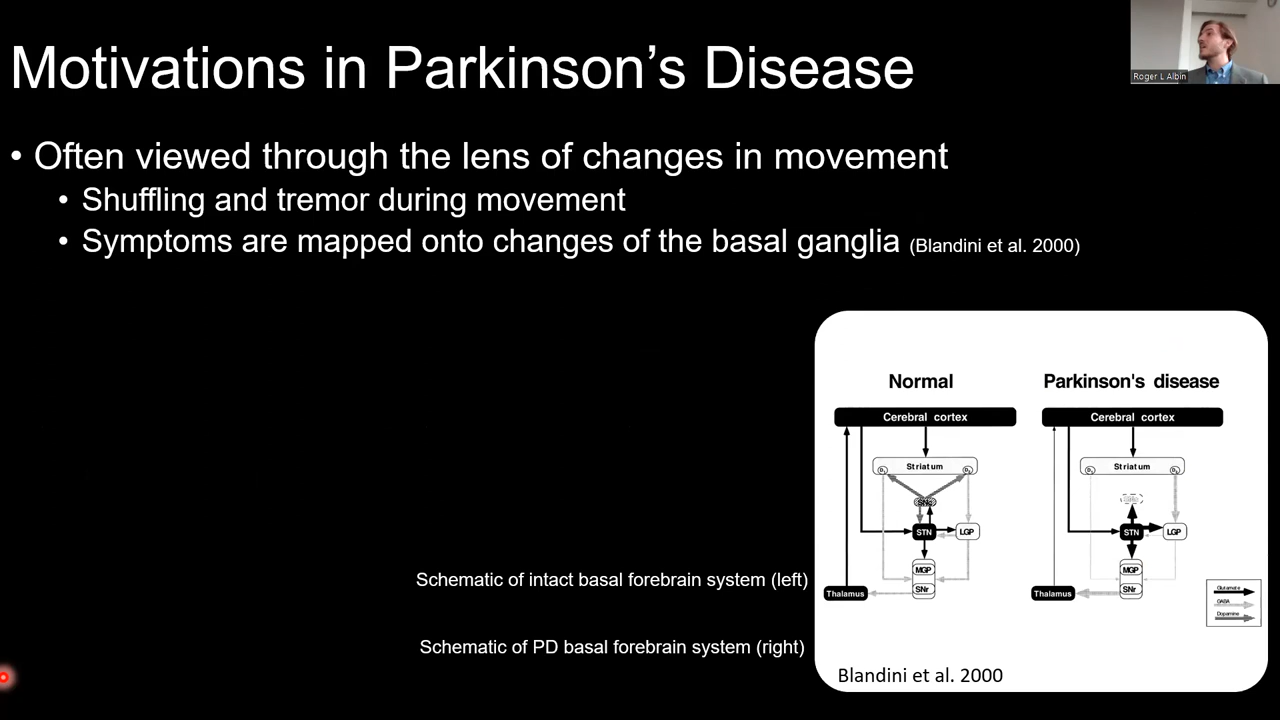 Motivations in Parkinson's Disease
Roger L Albin
• Often viewed through the lens of changes in movement
• Shuffling and tremor during movement
• Symptoms are mapped onto changes of the basal ganglia (Blandini et al. 2000)
Normal
Parkinson's disease
Cerebral cortex
Cerebral cortex
Striatum
Striatum
STN
LGP
STN
LGP
MGP
MGP
SNr
SNr
Thalamus
Thalamus
Glutamate
GABA
Dopamine
Schematic of intact basal forebrain system (left)
Schematic of PD basal forebrain system (right)
Blandini et al. 2000